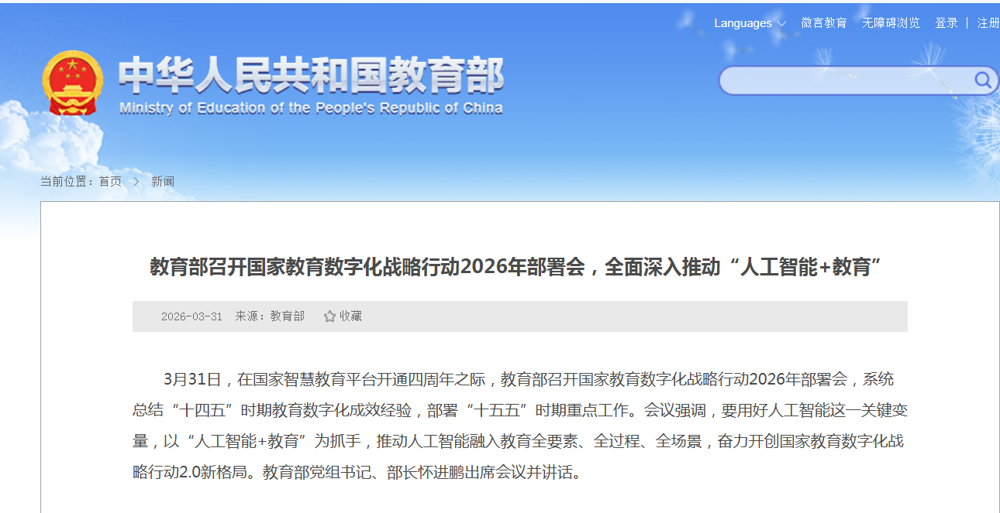 Languages 微言教育 无障碍浏览 登录 | 注册
中华人民共和国教育部
Ministry of Education of the People's Republic of China
当前位置：首页 > 新闻
教育部召开国家教育数字化战略行动2026年部署会，全面深入推动“人工智能+教育”
2026-03-31 来源：教育部 收藏
3月31日，在国家智慧教育平台开通四周年之际，教育部召开国家教育数字化战略行动2026年部署会，系统
总结“十四五”时期教育数字化成效经验，部署“十五五”时期重点工作。会议强调，要用好人工智能这一关键变
量，以“人工智能+教育”为抓手，推动人工智能融入教育全要素、全过程、全场景，奋力开创国家教育数字化战
略行动2.0新格局。教育部党组书记、部长怀进鹏出席会议并讲话。